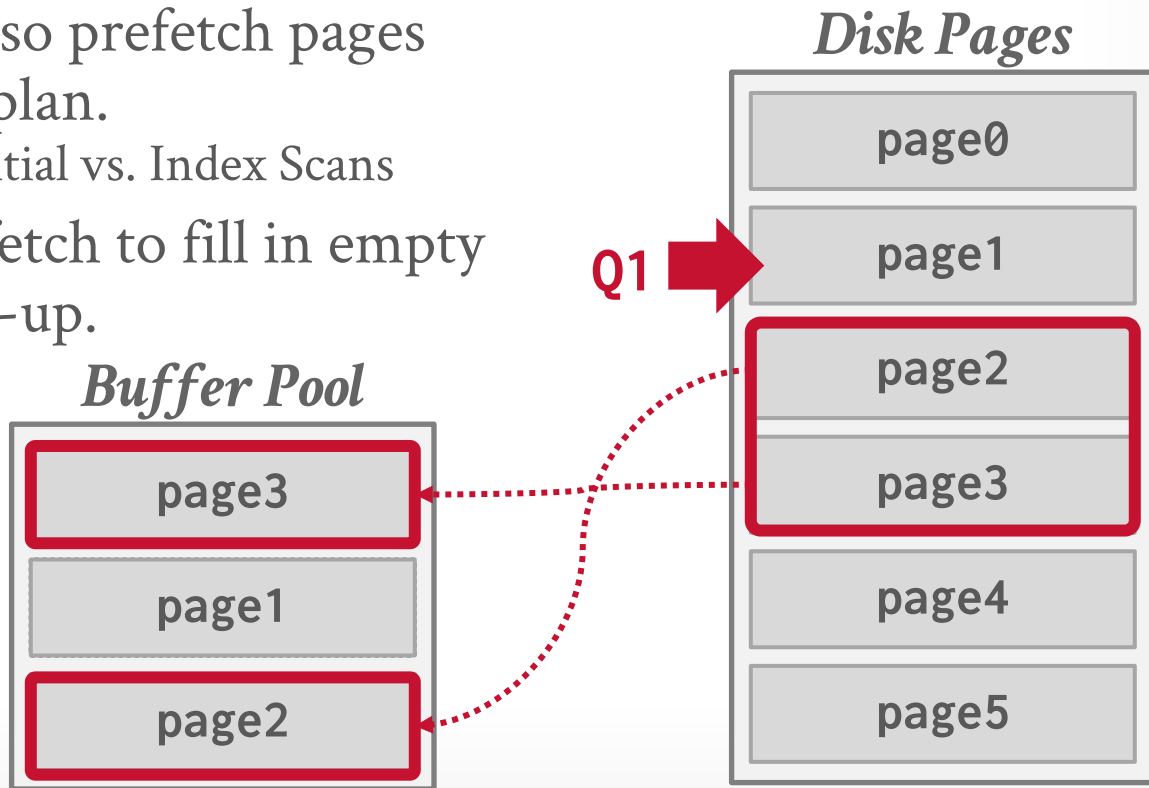 so prefetch pages
plan.
tial vs. Index Scans
fetch to fill in empty
-up.
Buffer Pool
page3
page1
page2
Disk Pages
page0
Q1
page1
page2
page3
page4
page5